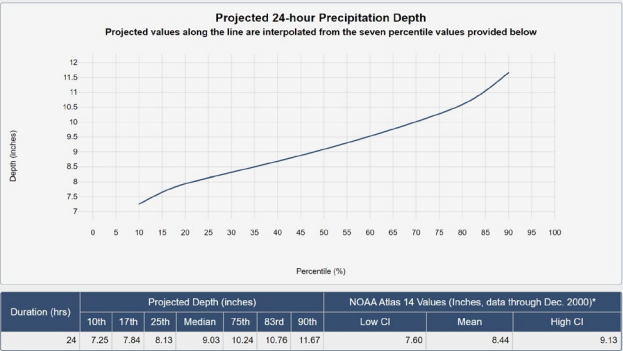 Projected 24-hour Precipitation Depth
Projected values along the line are interpolated from the seven percentile values provided below
12
11.5
11
10.5
10
9.5
9
8.5
8
7.5
7
Depth (inches)
0 5 10 15 20 25 30 35 40 45 50 55 60 65 70 75 80 85 90 95 100
Percentile (%)
Duration (hrs) Projected Depth (inches) NOAA Atlas 14 Values (Inches, data through Dec. 2000)*
10th 17th 25th Median 75th 83rd 90th Low CI Mean High CI
24 7.25 7.84 8.13 9.03 10.24 10.76 11.67 7.60 8.44 9.13